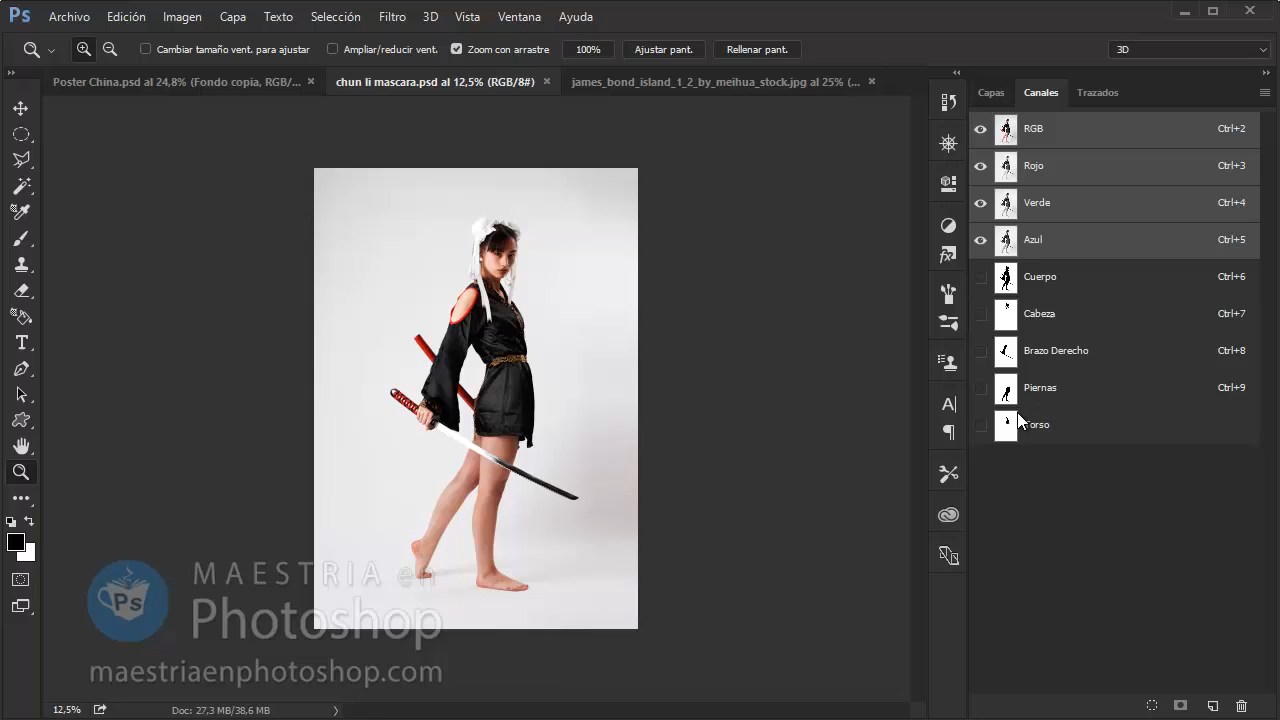 Ps Archivo Edición Imagen Capa Texto Selección Filtro 3D Vista Ventana Ayuda
Cambiar tamaño vent. para ajustar Ampliar/reducir vent. Zoom con arrastre 100% Ajustar pant. Rellenar pant. 3D
Poster China.psd al 24,8% (Fondo copia, RGB/... chun li mascara.psd al 12,5% (RGB/8#) james_bond_island_1_2_by_meihua_stock.jpg al 25% (...
Capas Canales Trazados
RGB Ctrl+2
Rojo Ctrl+3
Verde Ctrl+4
Azul Ctrl+5
Cuerpo Ctrl+6
Cabeza Ctrl+7
Brazo Derecho Ctrl+8
Piernas Ctrl+9
Torso
MAESTRIA en
Ps Photoshop
maestriaenphotoshop.com
12,5% Doc: 27,3 MB/38,6 MB